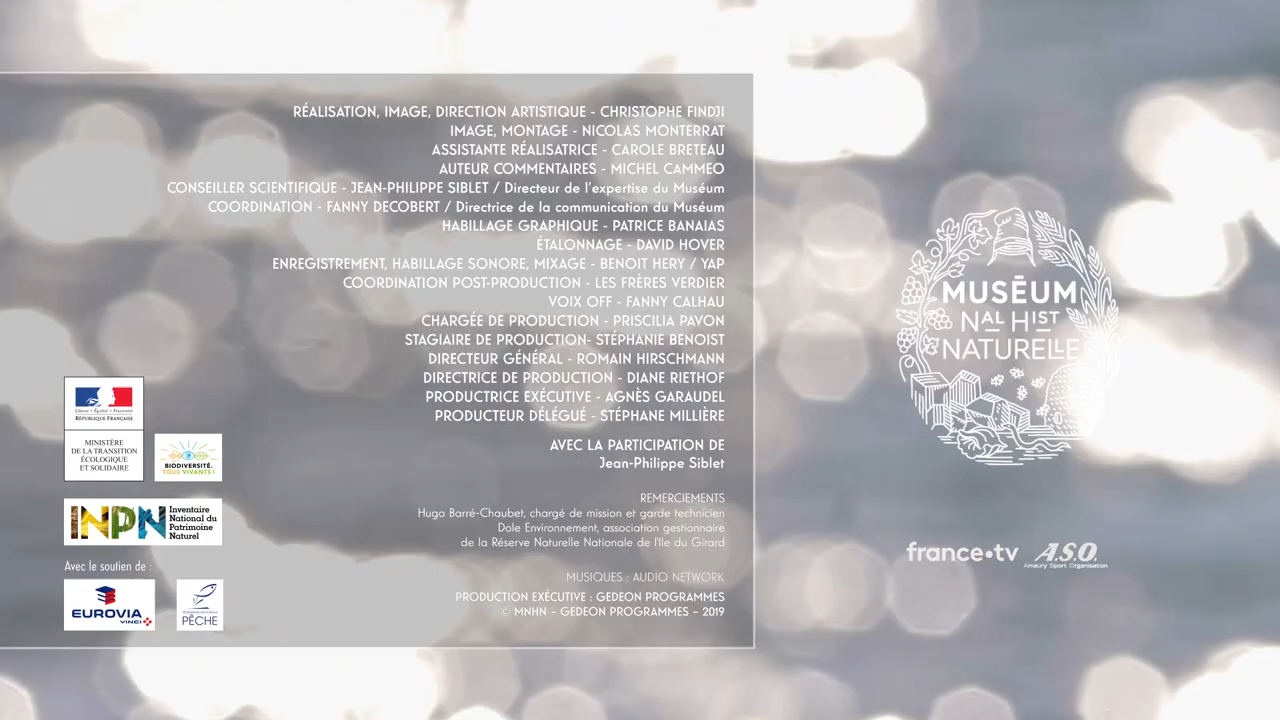 RÉALISATION, IMAGE, DIRECTION ARTISTIQUE - CHRISTOPHE FINDJI
IMAGE, MONTAGE - NICOLAS MONTERRAT
ASSISTANTE RÉALISATRICE - CAROLE BRETEAU
AUTEUR COMMENTAIRES - MICHEL CAMMEO
CONSEILLER SCIENTIFIQUE - JEAN-PHILIPPE SIBLET / Directeur de l'expertise du Muséum
COORDINATION - FANNY DECOBERT / Directrice de la communication du Muséum
HABILLAGE GRAPHIQUE - PATRICE BANAIAS
ÉTALONNAGE - DAVID HOVER
ENREGISTREMENT, HABILLAGE SONORE, MIXAGE - BENOIT HERY / YAP
COORDINATION POST-PRODUCTION - LES FRÈRES VERDIER
VOIX OFF - FANNY CALHAU
CHARGÉE DE PRODUCTION - PRISCILIA PAVON
STAGIAIRE DE PRODUCTION- STÉPHANIE BENOIST
DIRECTEUR GÉNÉRAL - ROMAIN HIRSCHMANN
DIRECTRICE DE PRODUCTION - DIANE RIETHOF
PRODUCTRICE EXÉCUTIVE - AGNÈS GARAUDEL
PRODUCTEUR DÉLÉGUÉ - STÉPHANE MILLIÈRE
AVEC LA PARTICIPATION DE
Jean-Philippe Siblet
REMERCIEMENTS
Hugo Barré-Chaubet, chargé de mission et garde technicien
Dole Environnement, association gestionnaire
de la Réserve Naturelle Nationale de l'Ile du Girard
MUSIQUES : AUDIO NETWORK
PRODUCTION EXÉCUTIVE : GEDEON PROGRAMMES
© MNHN – GEDEON PROGRAMMES – 2019
Liberté • Égalité • Fraternité
RÉPUBLIQUE FRANÇAISE
MINISTÈRE
DE LA TRANSITION
ÉCOLOGIQUE
ET SOLIDAIRE
BIODIVERSITÉ.
TOUS VIVANTS !
INPN
Inventaire
National du
Patrimoine
Naturel
Avec le soutien de :
EUROVIA
VINCI
PÊCHE
MUSĒUM
NAL HIST
NATURELLE
france•tv
A.S.O.
Amaury Sport Organisation